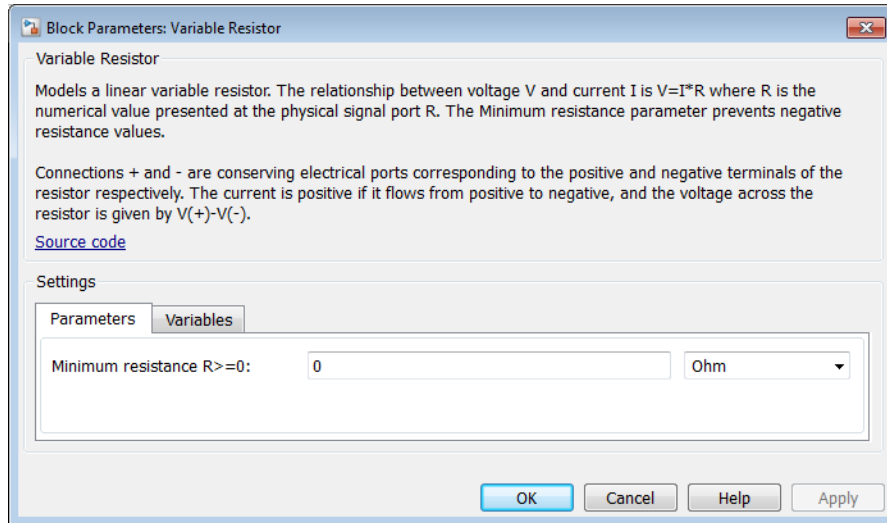 Block Parameters: Variable Resistor
Variable Resistor
Models a linear variable resistor. The relationship between voltage V and current I is V=I*R where R is the
numerical value presented at the physical signal port R. The Minimum resistance parameter prevents negative
resistance values.
Connections + and - are conserving electrical ports corresponding to the positive and negative terminals of the
resistor respectively. The current is positive if it flows from positive to negative, and the voltage across the
resistor is given by V(+)-V(-).
Source code
Settings
Parameters Variables
Minimum resistance R>=0: 0 Ohm
OK Cancel Help Apply